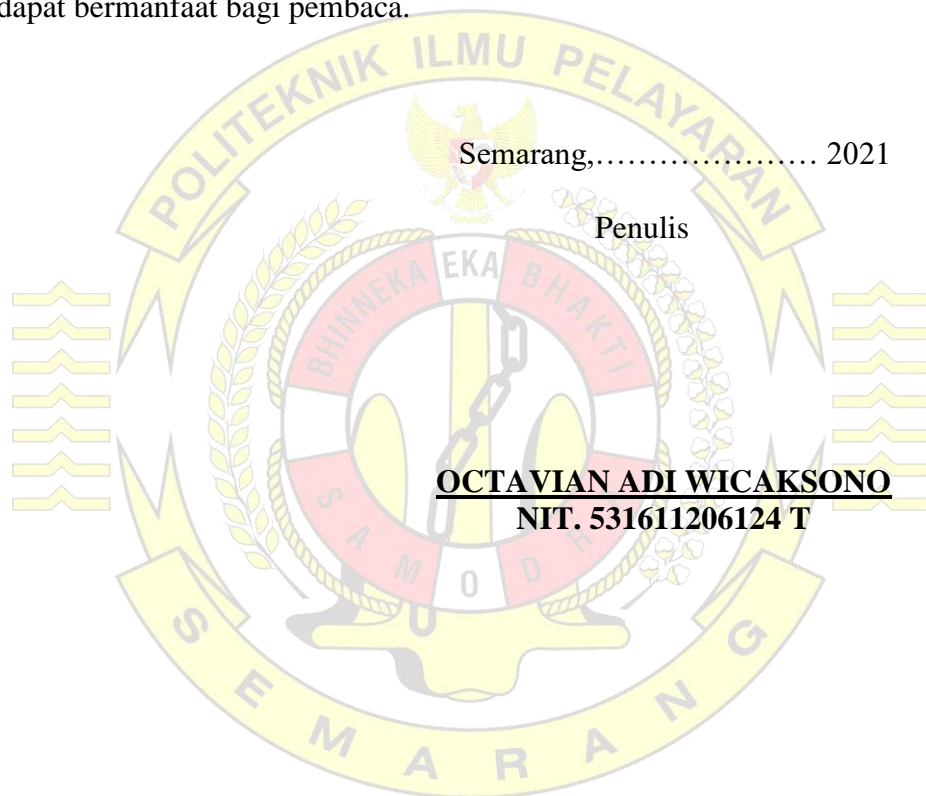 dapat bermanfaat bagi pembaca.
POLITEKNIK ILMU PELAYARAN
Semarang,………………… 2021
Penulis
BHINNEKA EKA BHAKTI
OCTAVIAN ADI WICAKSONO
NIT. 531611206124 T
SAMODR
SEMARANG